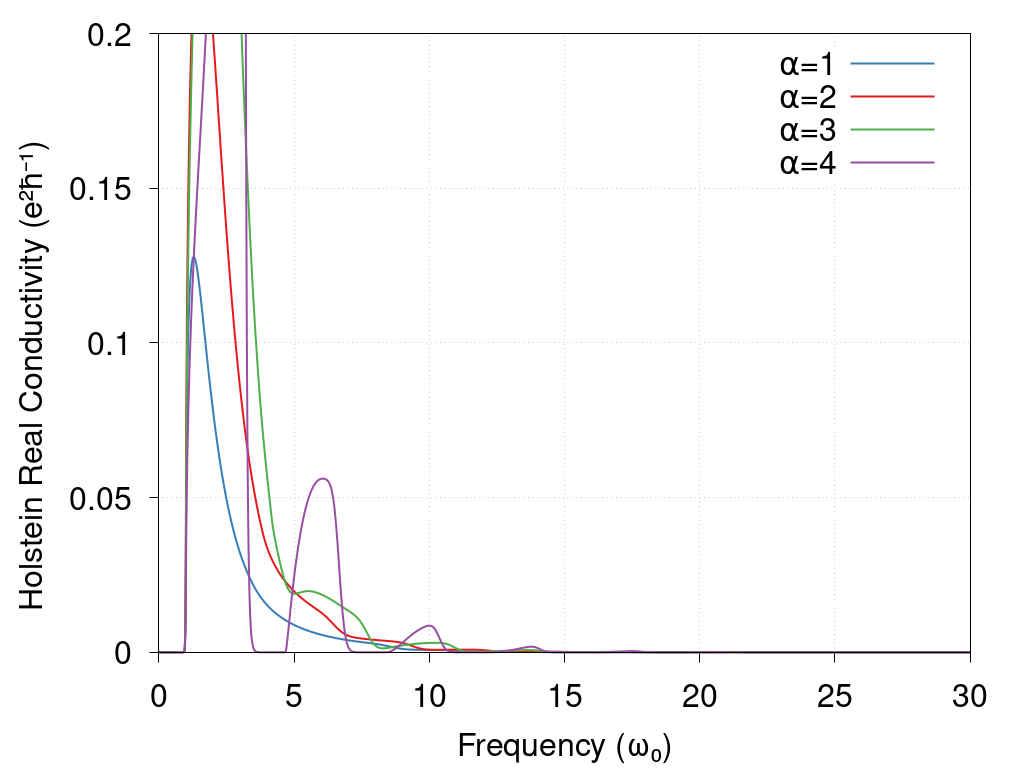 Holstein Real Conductivity (e²ħ⁻¹)
0.2
0.15
0.1
0.05
0
0 5 10 15 20 25 30
Frequency (ω₀)
α=1
α=2
α=3
α=4